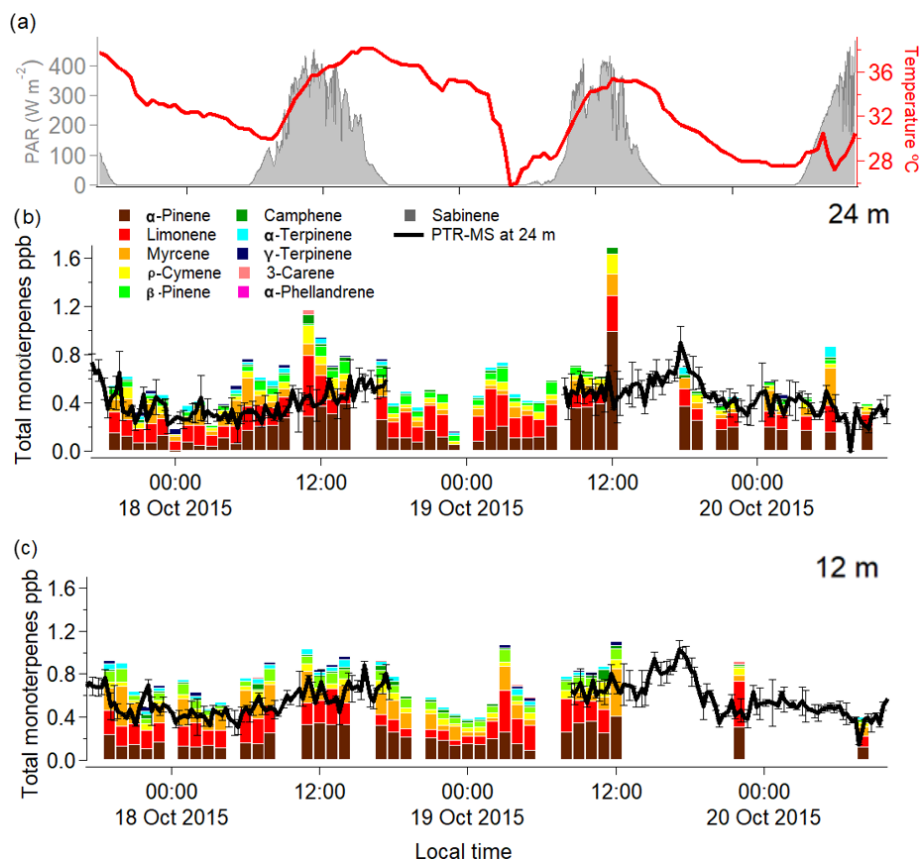 (a)
400
300
200
100
0
PAR (W m⁻²)
36
32
28
Temperature °C
(b)
24 m
α-Pinene
Camphene
Sabinene
Limonene
α-Terpinene
PTR-MS at 24 m
Myrcene
γ-Terpinene
ρ-Cymene
3-Carene
β-Pinene
α-Phellandrene
1.6
1.2
0.8
0.4
0.0
Total monoterpenes ppb
00:00
12:00
00:00
12:00
00:00
18 Oct 2015
19 Oct 2015
20 Oct 2015
(c)
12 m
1.6
1.2
0.8
0.4
0.0
Total monoterpenes ppb
00:00
12:00
00:00
12:00
00:00
18 Oct 2015
19 Oct 2015
20 Oct 2015
Local time